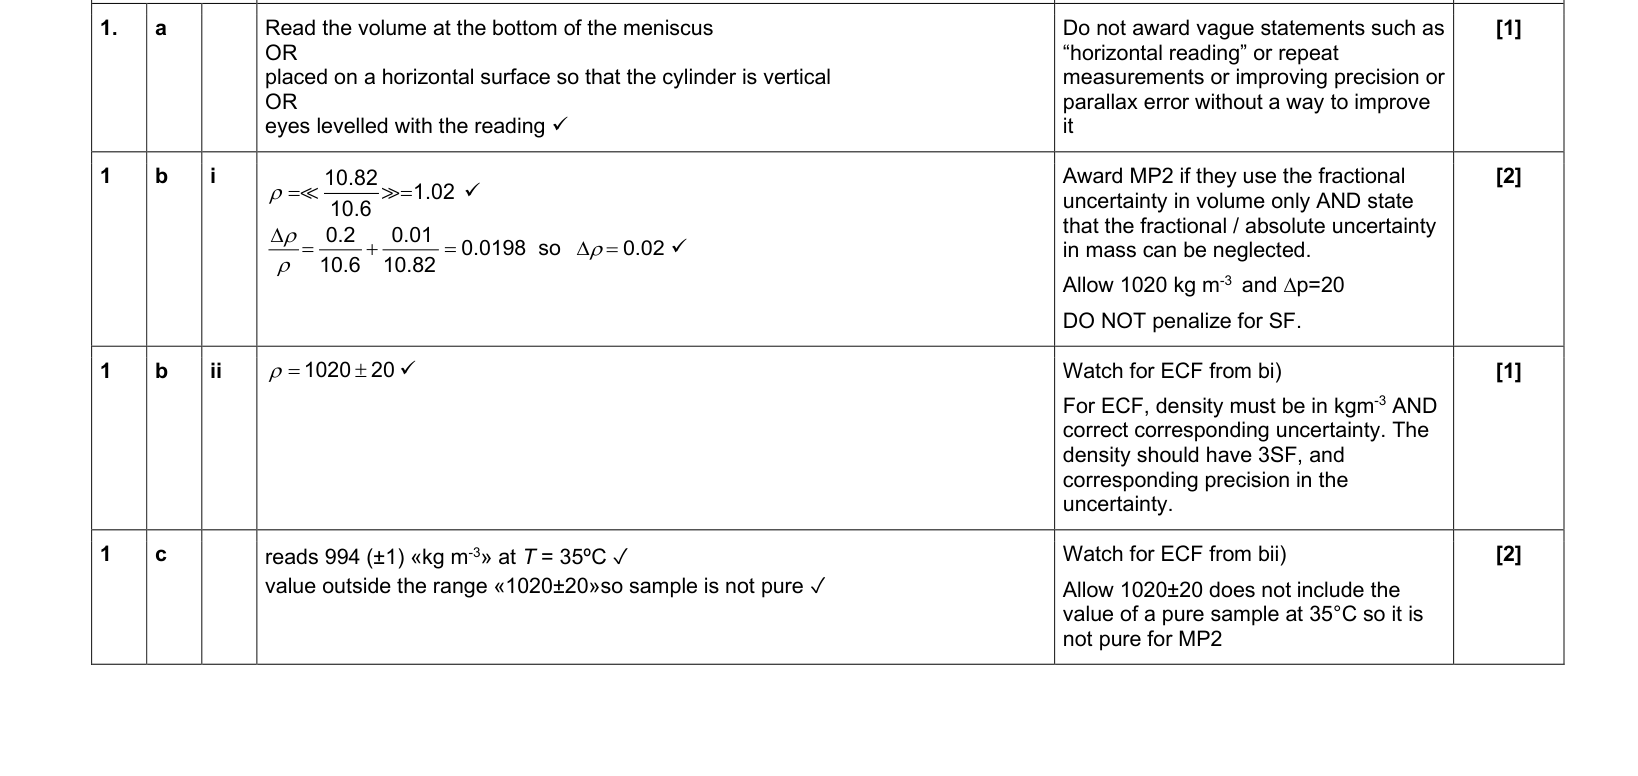 1. a Read the volume at the bottom of the meniscus
OR
placed on a horizontal surface so that the cylinder is vertical
OR
eyes levelled with the reading ✓
Do not award vague statements such as
“horizontal reading” or repeat
measurements or improving precision or
parallax error without a way to improve
it
[1]
1 b i ρ =≪ 10.82/10.6 ≫=1.02 ✓
Δρ/ρ = 0.2/10.6 + 0.01/10.82 = 0.0198 so Δρ = 0.02 ✓
Award MP2 if they use the fractional
uncertainty in volume only AND state
that the fractional / absolute uncertainty
in mass can be neglected.
Allow 1020 kg m⁻³ and Δp=20
DO NOT penalize for SF.
[2]
1 b ii ρ = 1020 ± 20 ✓
Watch for ECF from bi)
For ECF, density must be in kgm⁻³ AND
correct corresponding uncertainty. The
density should have 3SF, and
corresponding precision in the
uncertainty.
[1]
1 c reads 994 (±1) «kg m⁻³» at T = 35ºC ✓
value outside the range «1020±20»so sample is not pure ✓
Watch for ECF from bii)
Allow 1020±20 does not include the
value of a pure sample at 35°C so it is
not pure for MP2
[2]